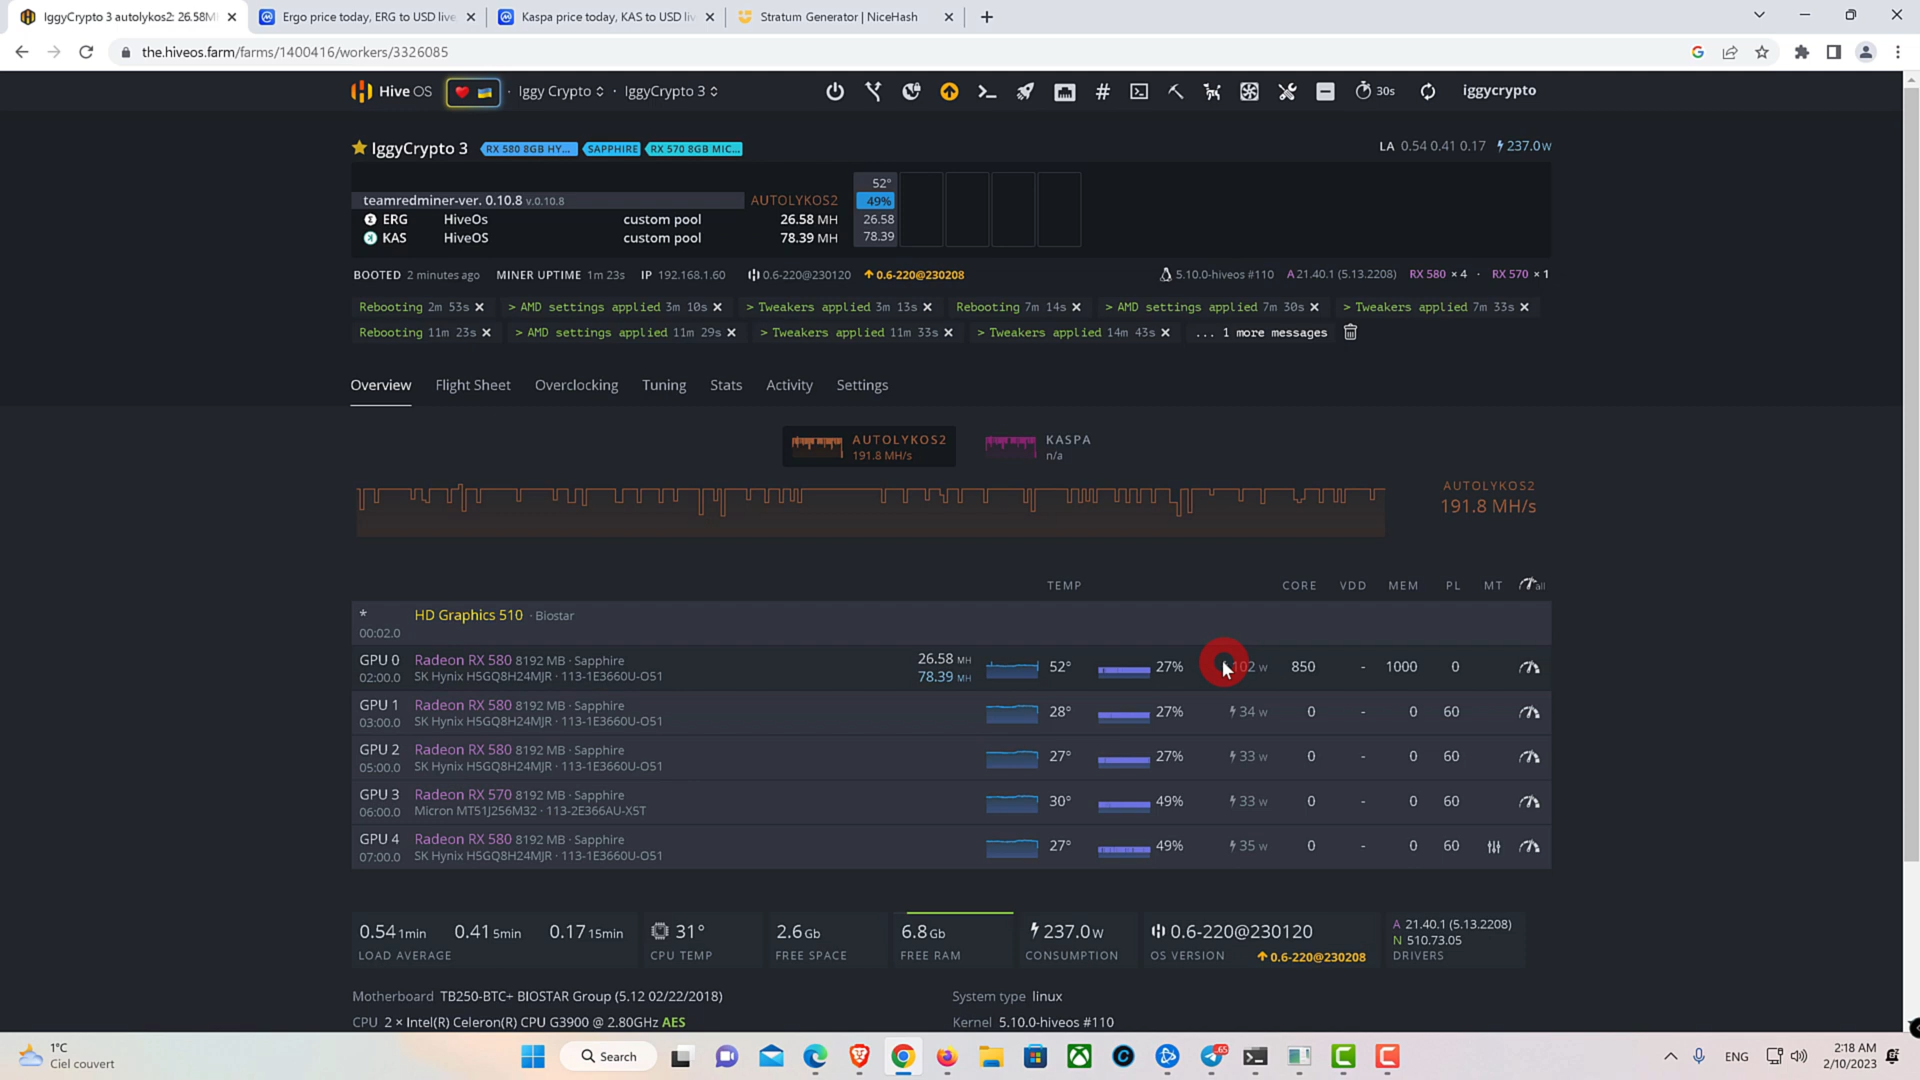 IggyCrypto 3 autolykos2: 26.58M
Ergo price today, ERG to USD live
Kaspa price today, KAS to USD liv
Stratum Generator | NiceHash
the.hiveos.farm/farms/1400416/workers/3326085
Hive OS
Iggy Crypto
IggyCrypto 3
30s
iggycrypto
IggyCrypto 3
RX 580 8GB HY...
SAPPHIRE
RX 570 8GB MIC...
LA 0.54 0.41 0.17 237.0W
52°
teamredminer-ver. 0.10.8 v.0.10.8 AUTOLYKOS2 49%
ERG HiveOs custom pool 26.58 MH 26.58
KAS HiveOS custom pool 78.39 MH 78.39
BOOTED 2 minutes ago MINER UPTIME 1m 23s IP 192.168.1.60 0.6-220@230120 0.6-220@230208 5.10.0-hiveos #110 A 21.40.1 (5.13.2208) RX 580 × 4 · RX 570 × 1
Rebooting 2m 53s > AMD settings applied 3m 10s > Tweakers applied 3m 13s Rebooting 7m 14s > AMD settings applied 7m 30s > Tweakers applied 7m 33s
Rebooting 11m 23s > AMD settings applied 11m 29s > Tweakers applied 11m 33s > Tweakers applied 14m 43s ... 1 more messages
Overview Flight Sheet Overclocking Tuning Stats Activity Settings
AUTOLYKOS2
191.8 MH/s
KASPA
n/a
AUTOLYKOS2
191.8 MH/s
TEMP CORE VDD MEM PL MT all
* HD Graphics 510 · Biostar
00:02.0
GPU 0 Radeon RX 580 8192 MB · Sapphire 26.58 MH
02:00.0 SK Hynix H5GQ8H24MJR · 113-1E3660U-O51 78.39 MH
52° 27% 102 w 850 - 1000 0
GPU 1 Radeon RX 580 8192 MB · Sapphire
03:00.0 SK Hynix H5GQ8H24MJR · 113-1E3660U-O51
28° 27% 34 w 0 - 0 60
GPU 2 Radeon RX 580 8192 MB · Sapphire
05:00.0 SK Hynix H5GQ8H24MJR · 113-1E3660U-O51
27° 27% 33 w 0 - 0 60
GPU 3 Radeon RX 570 8192 MB · Sapphire
06:00.0 Micron MT51J256M32 · 113-2E366AU-X5T
30° 49% 33 w 0 - 0 60
GPU 4 Radeon RX 580 8192 MB · Sapphire
07:00.0 SK Hynix H5GQ8H24MJR · 113-1E3660U-O51
27° 49% 35 w 0 - 0 60
0.54 1min 0.41 5min 0.17 15min
LOAD AVERAGE
31°
CPU TEMP
2.6 Gb
FREE SPACE
6.8 Gb
FREE RAM
237.0 W
CONSUMPTION
0.6-220@230120
OS VERSION 0.6-220@230208
A 21.40.1 (5.13.2208)
N 510.73.05
DRIVERS
Motherboard TB250-BTC+ BIOSTAR Group (5.12 02/22/2018)
System type linux
CPU 2 × Intel(R) Celeron(R) CPU G3900 @ 2.80GHz AES
Kernel 5.10.0-hiveos #110
1°C
Ciel couvert
Search
65
ENG
2:18 AM
2/10/2023